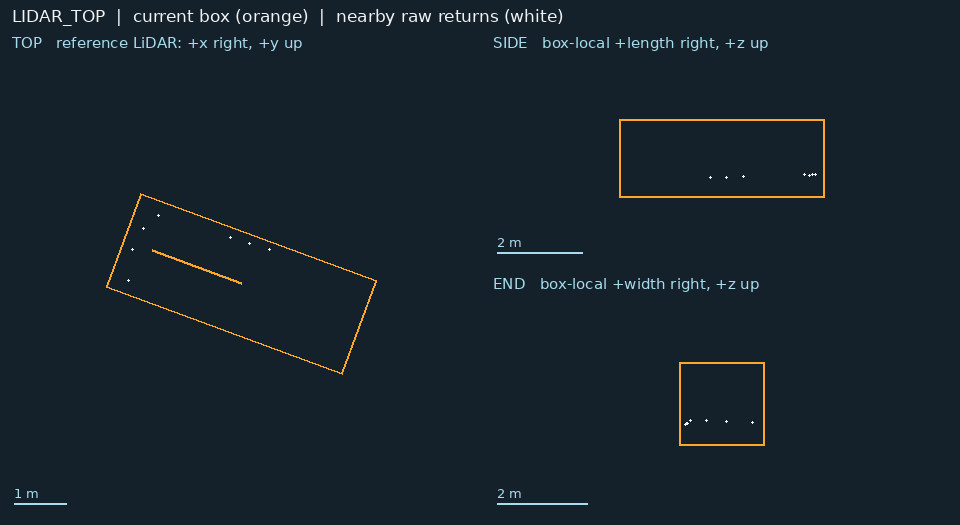 LIDAR_TOP | current box (orange) | nearby raw returns (white)
TOP reference LiDAR: +x right, +y up
SIDE box-local +length right, +z up
2 m
END box-local +width right, +z up
1 m
2 m